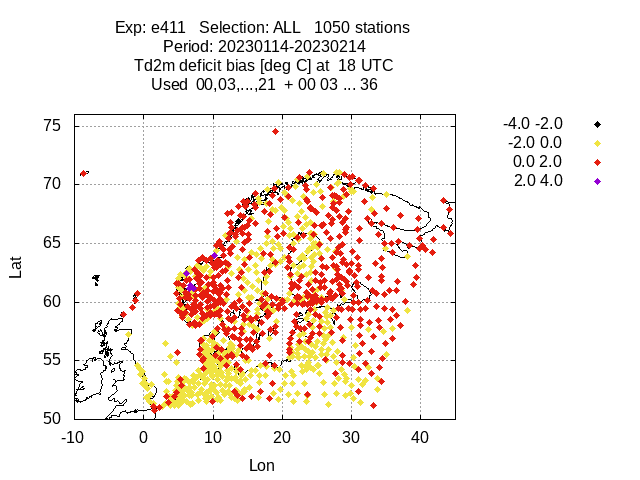 Exp: e411   Selection: ALL   1050 stations
Period: 20230114-20230214
Td2m deficit bias [deg C] at  18 UTC
Used  00,03,...,21  + 00 03 ... 36
-4.0 -2.0
-2.0 0.0
0.0 2.0
2.0 4.0
75
70
65
60
55
50
Lat
-10 0 10 20 30 40
Lon